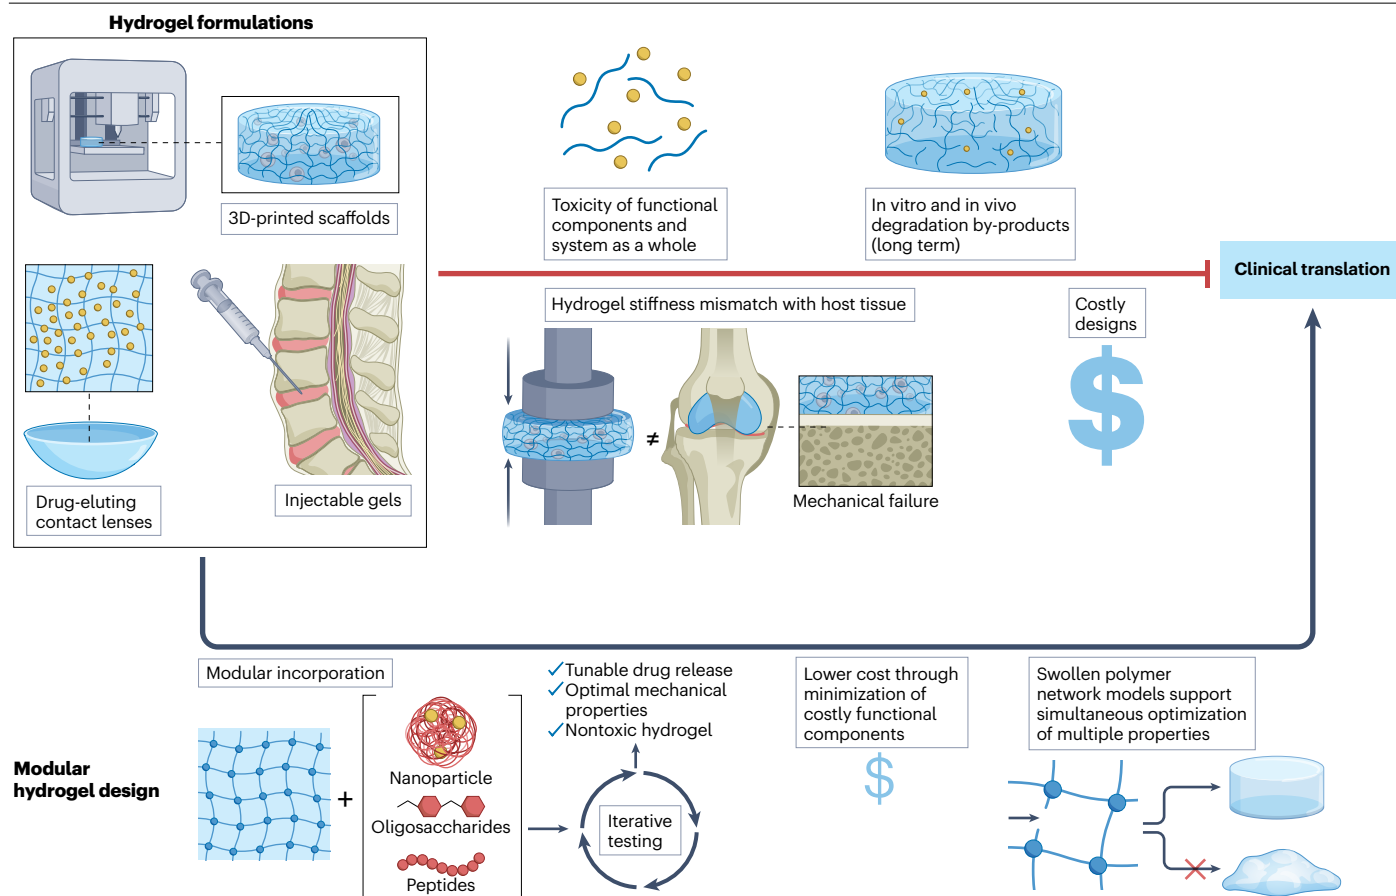 Hydrogel formulations
3D-printed scaffolds
Drug-eluting
contact lenses
Injectable gels
Toxicity of functional
components and
system as a whole
In vitro and in vivo
degradation by-products
(long term)
Clinical translation
Hydrogel stiffness mismatch with host tissue
Costly
designs
$
≠
Mechanical failure
Modular
hydrogel design
Modular incorporation
+
Nanoparticle
Oligosaccharides
Peptides
✓Tunable drug release
✓Optimal mechanical
properties
✓Nontoxic hydrogel
Iterative
testing
Lower cost through
minimization of
costly functional
components
$
Swollen polymer
network models support
simultaneous optimization
of multiple properties